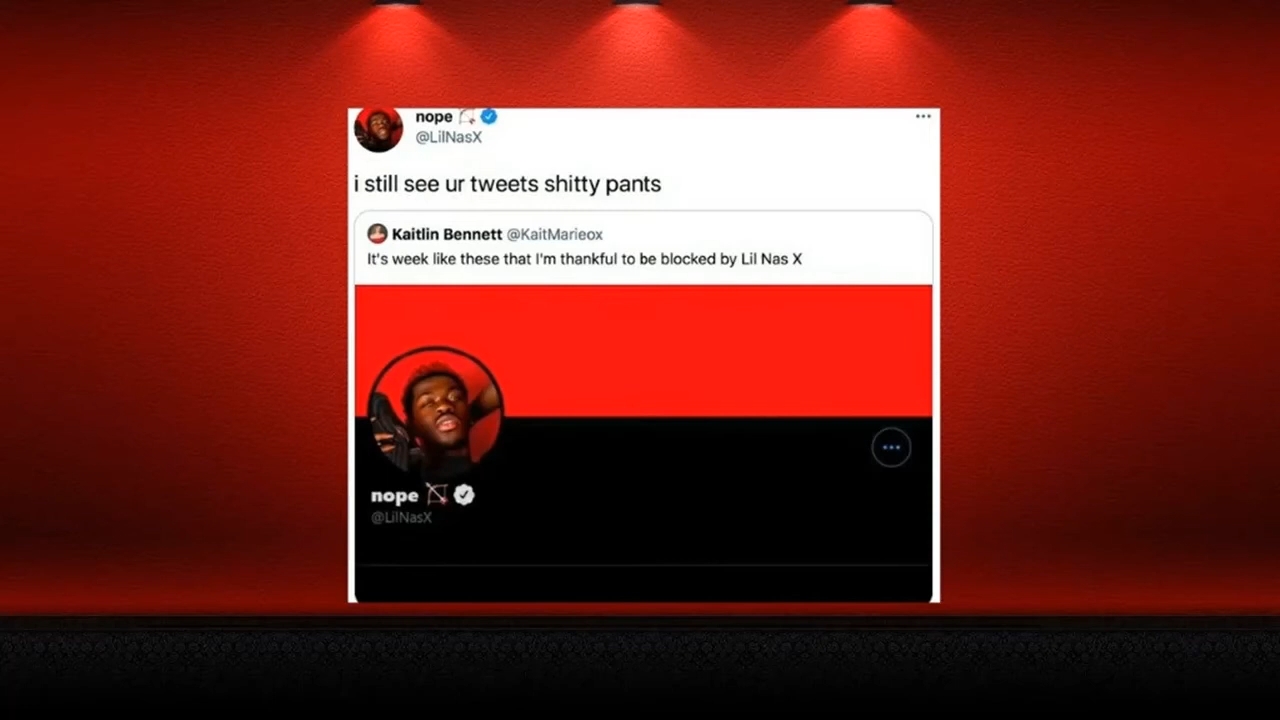 nope
@LilNasX
i still see ur tweets shitty pants
Kaitlin Bennett @KaitMarieox
It's week like these that I'm thankful to be blocked by Lil Nas X
nope
@LilNasX